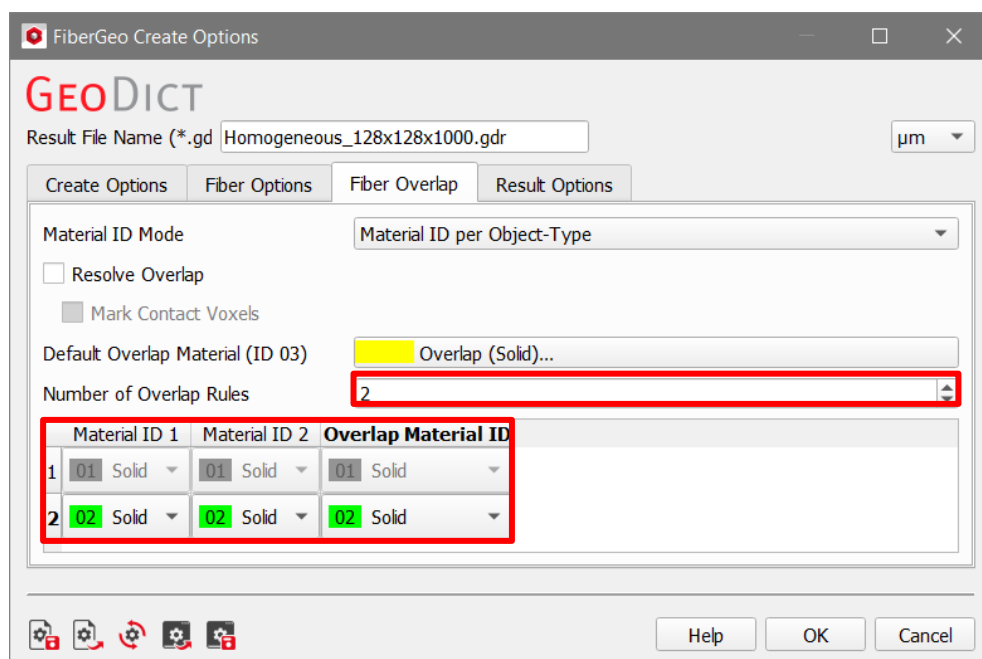 FiberGeo Create Options
GEODICT
Result File Name (*.gd Homogeneous_128x128x1000.gdr µm
Create Options Fiber Options Fiber Overlap Result Options
Material ID Mode Material ID per Object-Type
Resolve Overlap
Mark Contact Voxels
Default Overlap Material (ID 03) Overlap (Solid)...
Number of Overlap Rules 2
Material ID 1 Material ID 2 Overlap Material ID
1 01 Solid 01 Solid 01 Solid
2 02 Solid 02 Solid 02 Solid
Help OK Cancel